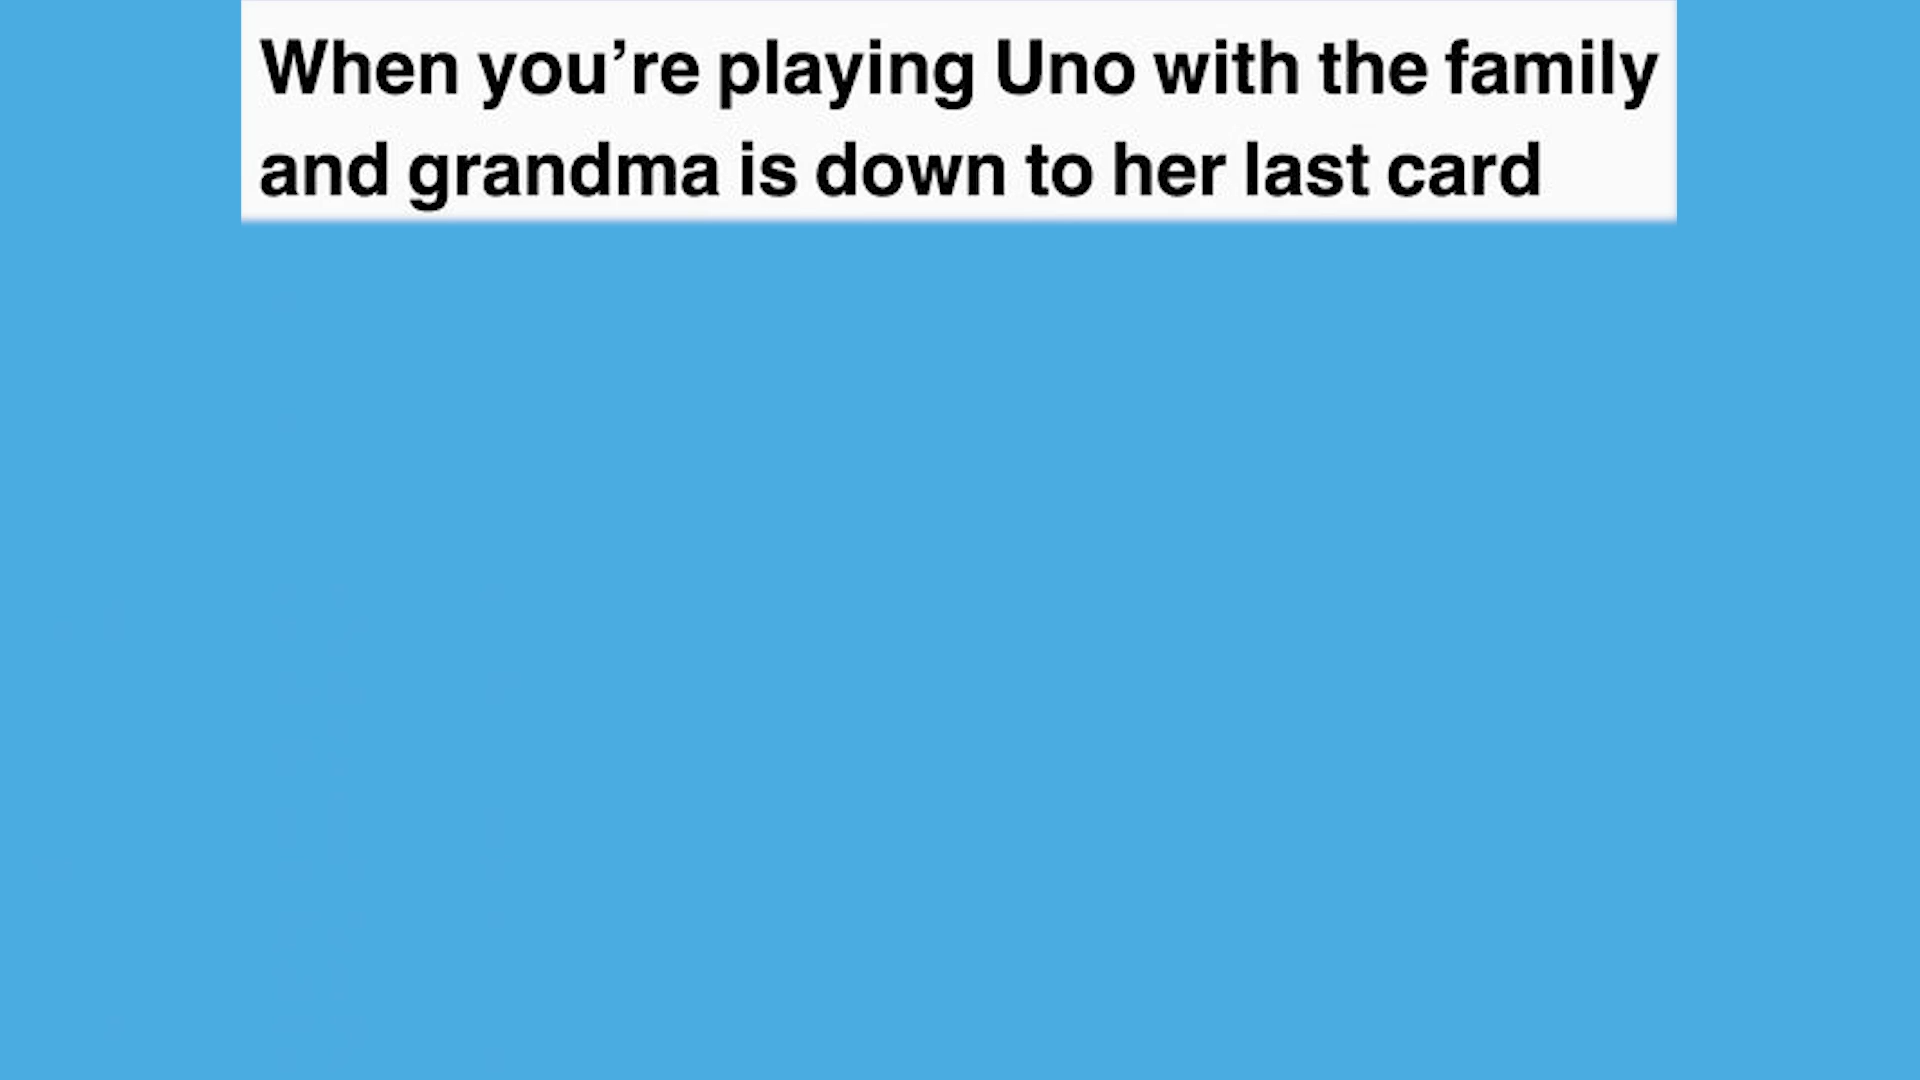 When you’re playing Uno with the family
and grandma is down to her last card